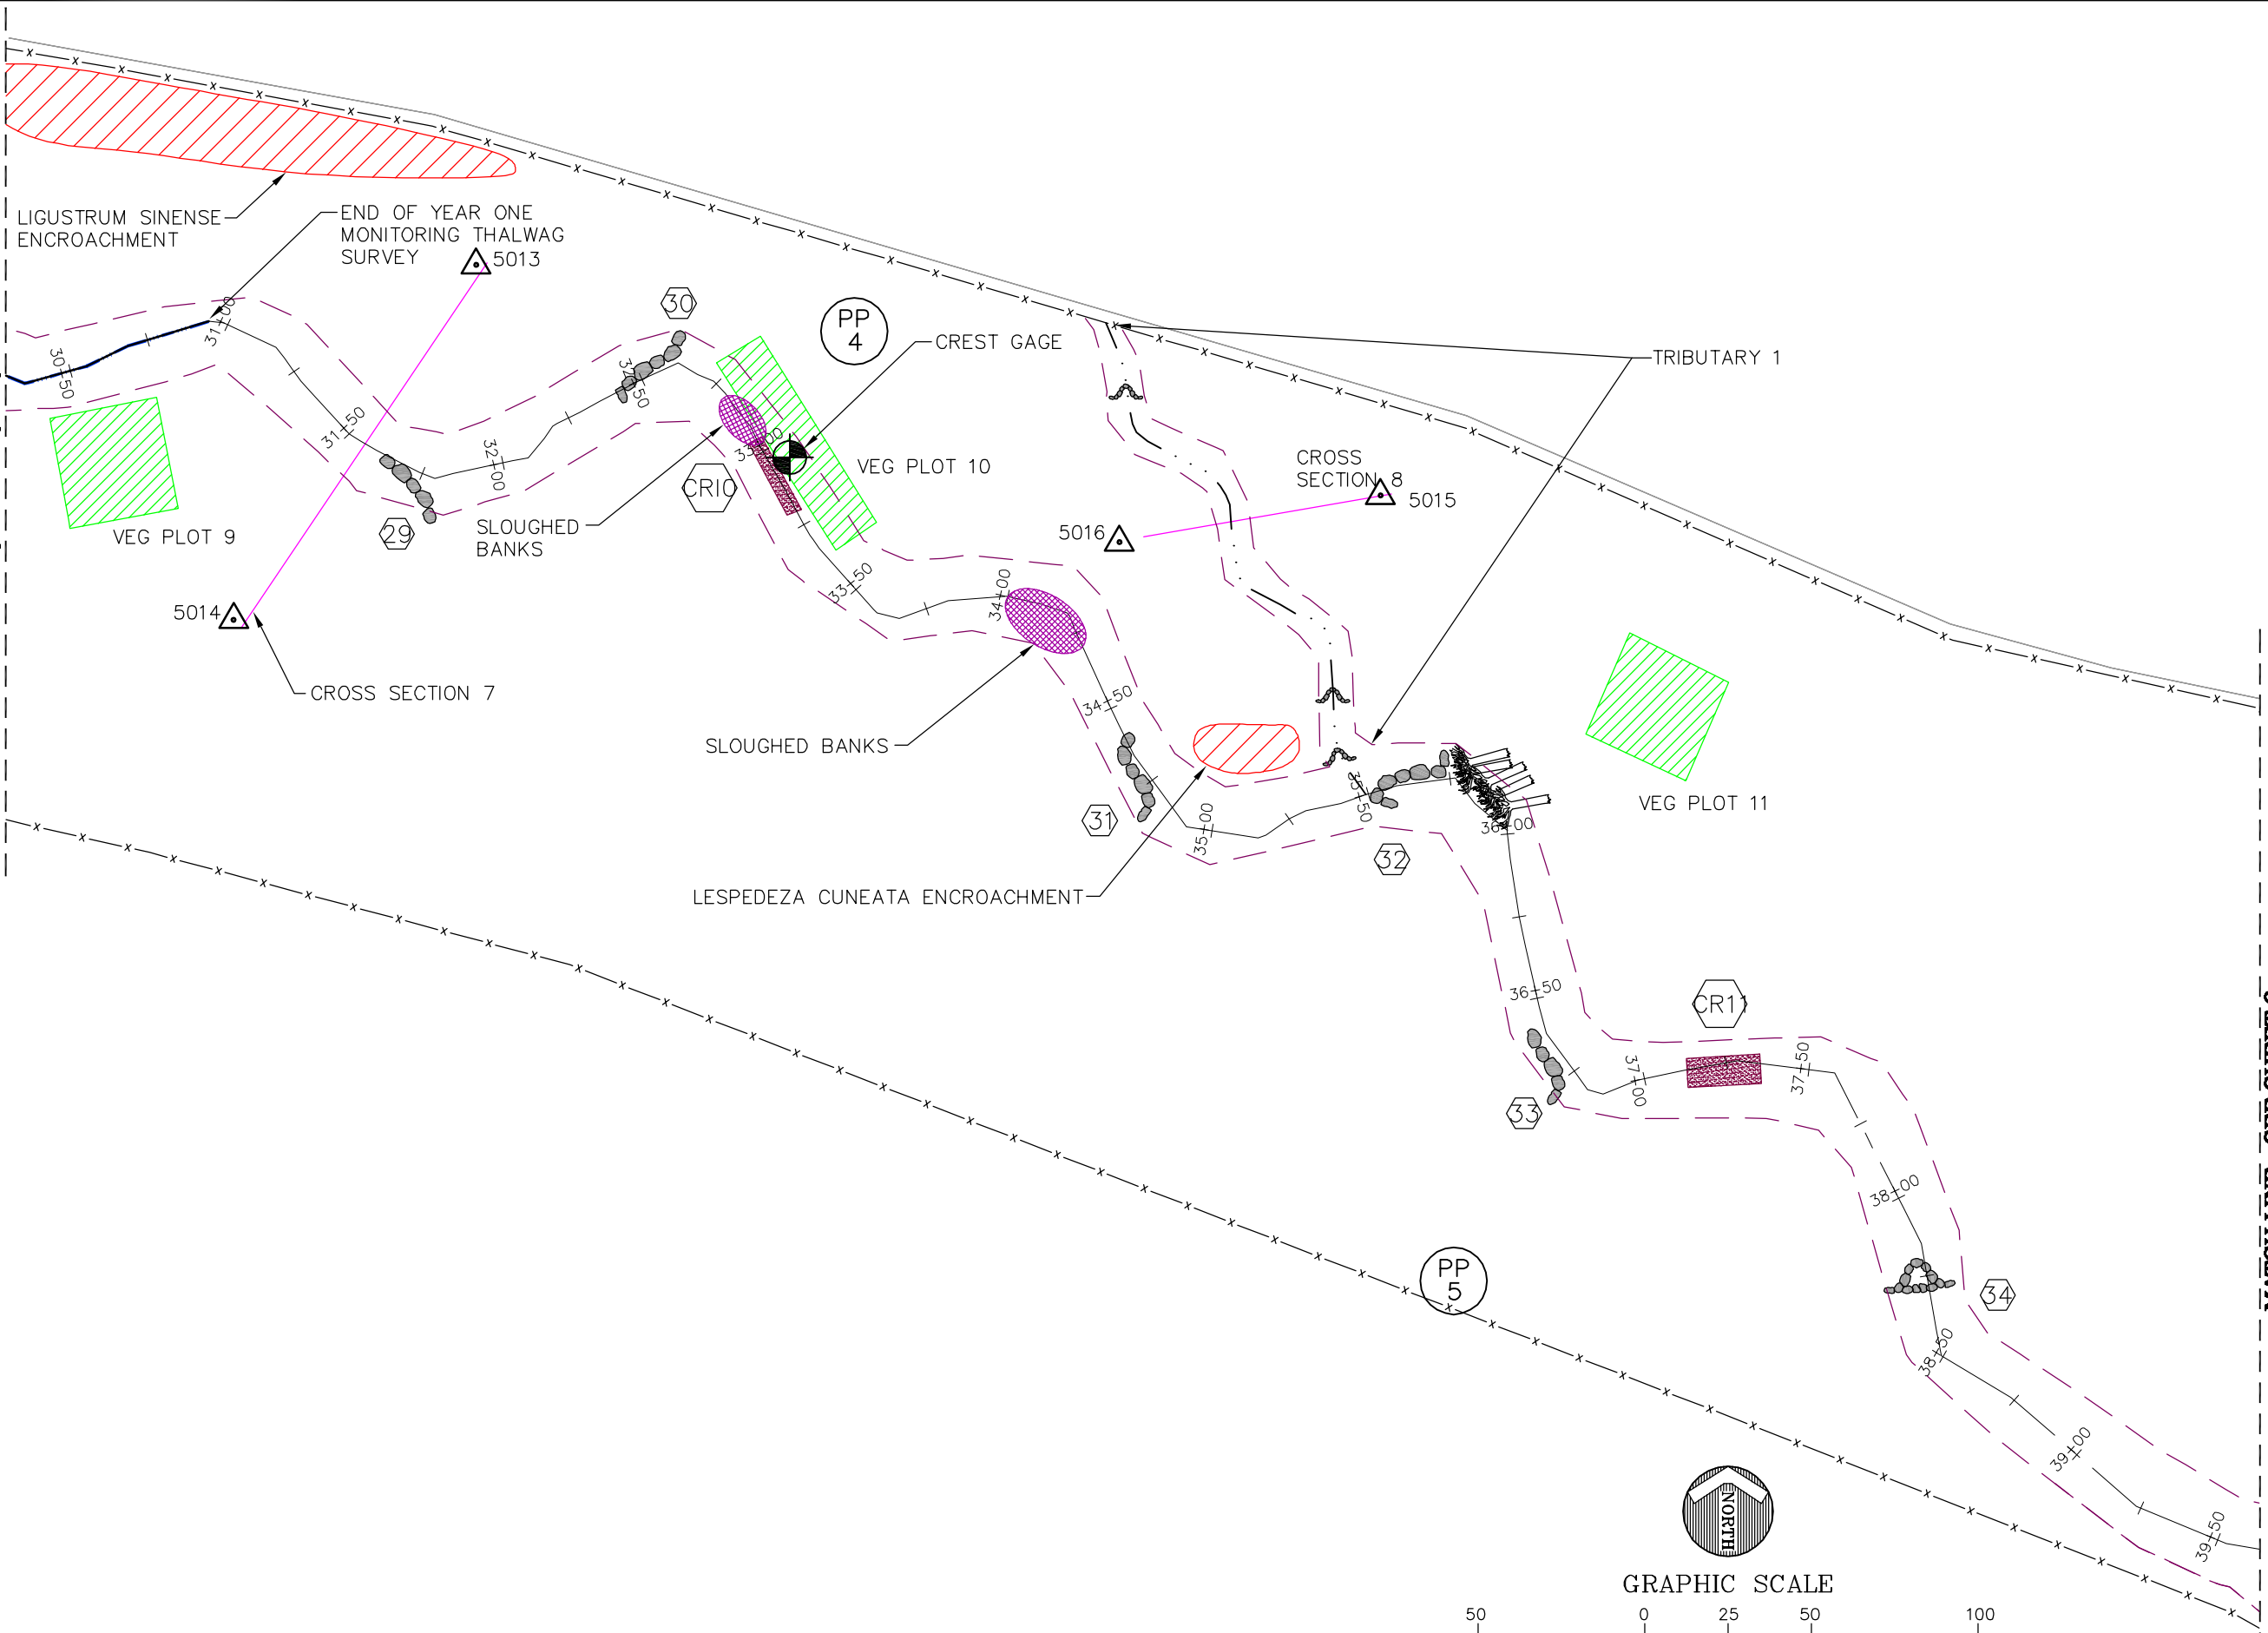 LIGUSTRUM SINENSE
ENCROACHMENT
END OF YEAR ONE
MONITORING THALWAG
SURVEY
5013
30
PP
4
CREST GAGE
TRIBUTARY 1
31+00
30+50
31+50
32+00
32+50
33+00
VEG PLOT 9
29
SLOUGHED
BANKS
CR10
VEG PLOT 10
CROSS
SECTION 8
5015
5016
5014
CROSS SECTION 7
33+50
34+00
34+50
SLOUGHED BANKS
31
35+00
35+50
32
36+00
VEG PLOT 11
LESPEDEZA CUNEATA ENCROACHMENT
36+50
33
37+00
CR11
37+50
38+00
34
38+50
PP
5
39+00
39+50
NORTH
GRAPHIC SCALE
50
0
25
50
100